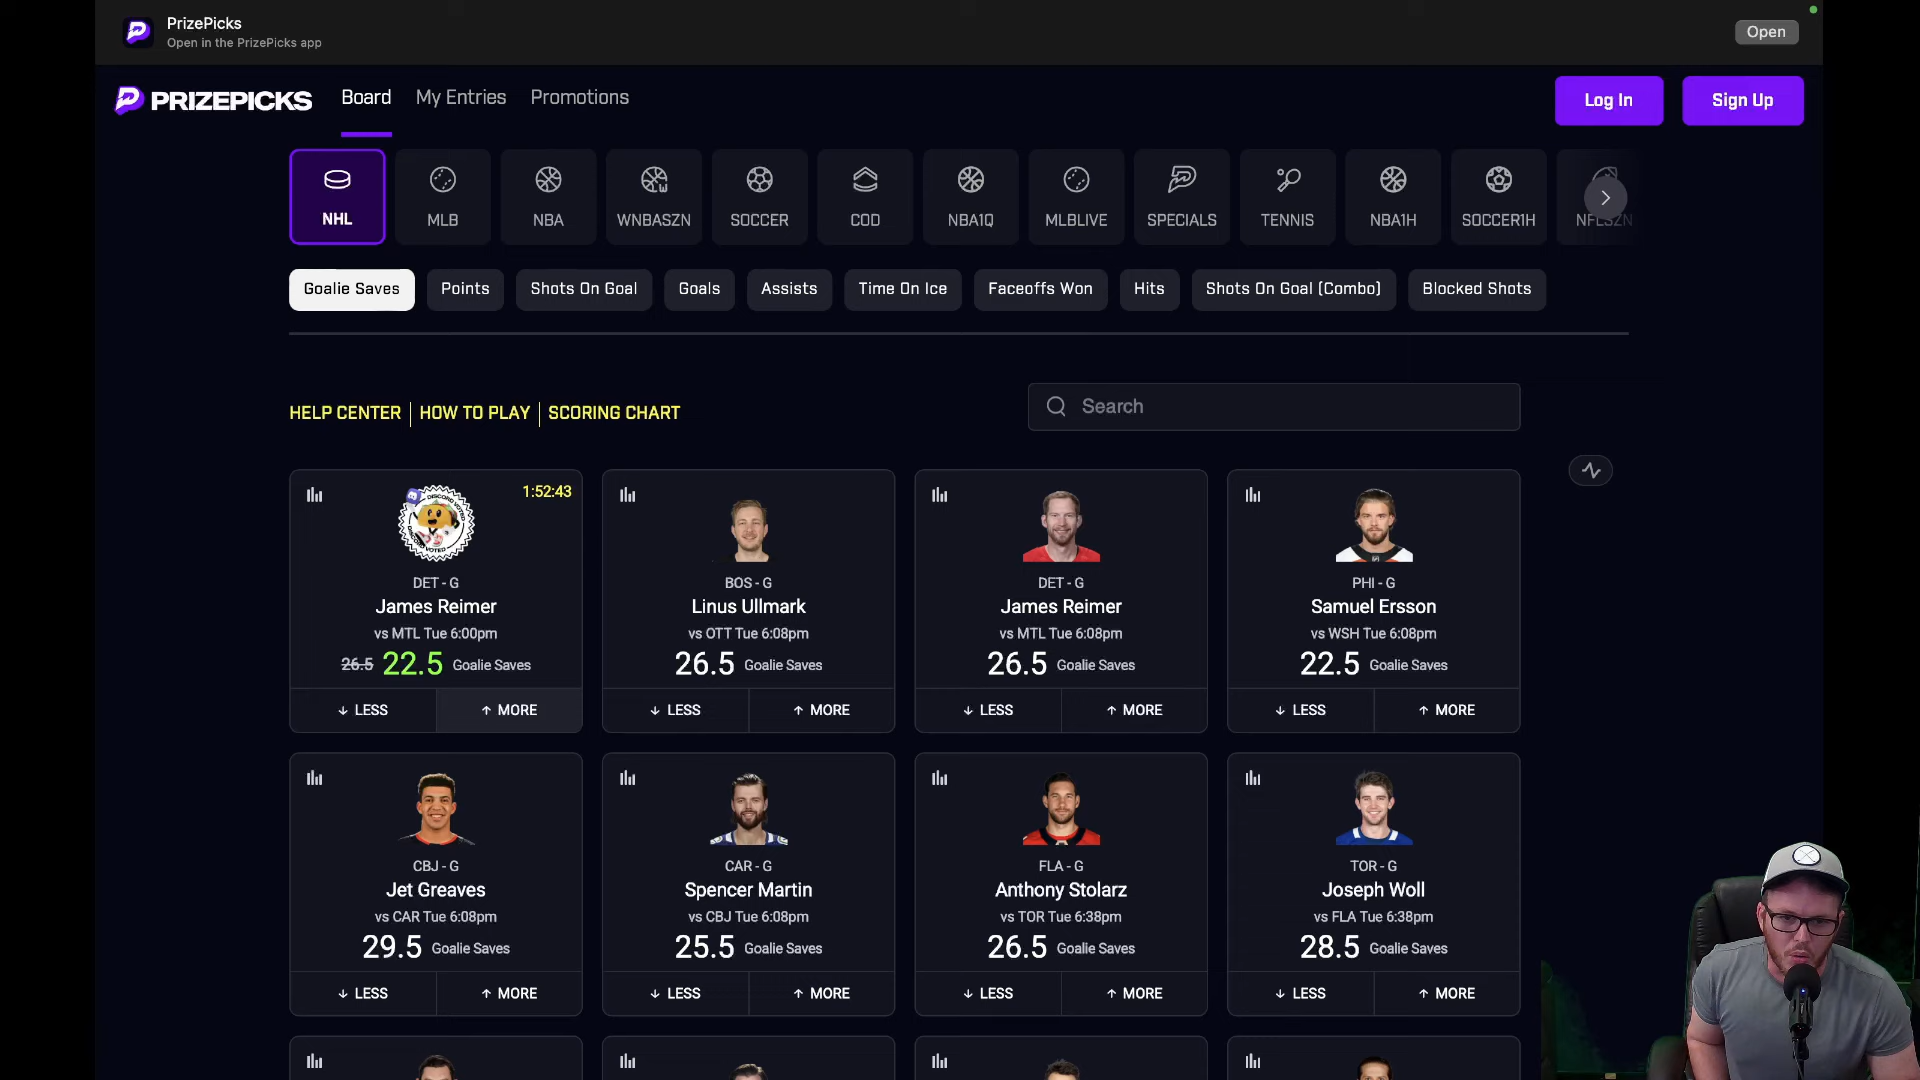 PrizePicks
Open in the PrizePicks app
Open
PRIZEPICKS
Board
My Entries
Promotions
Log In
Sign Up
NHL
MLB
NBA
WNBASZN
SOCCER
COD
NBA1Q
MLBLIVE
SPECIALS
TENNIS
NBA1H
SOCCER1H
NFLSZN
Goalie Saves
Points
Shots On Goal
Goals
Assists
Time On Ice
Faceoffs Won
Hits
Shots On Goal (Combo)
Blocked Shots
HELP CENTER
HOW TO PLAY
SCORING CHART
Search
1:52:43
DISCORD VOTED
DISCORD VOTED
DET - G
James Reimer
vs MTL Tue 6:00pm
26.5 22.5 Goalie Saves
↓ LESS
↑ MORE
BOS - G
Linus Ullmark
vs OTT Tue 6:08pm
26.5 Goalie Saves
↓ LESS
↑ MORE
DET - G
James Reimer
vs MTL Tue 6:08pm
26.5 Goalie Saves
↓ LESS
↑ MORE
PHI - G
Samuel Ersson
vs WSH Tue 6:08pm
22.5 Goalie Saves
↓ LESS
↑ MORE
CBJ - G
Jet Greaves
vs CAR Tue 6:08pm
29.5 Goalie Saves
↓ LESS
↑ MORE
CAR - G
Spencer Martin
vs CBJ Tue 6:08pm
25.5 Goalie Saves
↓ LESS
↑ MORE
FLA - G
Anthony Stolarz
vs TOR Tue 6:38pm
26.5 Goalie Saves
↓ LESS
↑ MORE
TOR - G
Joseph Woll
vs FLA Tue 6:38pm
28.5 Goalie Saves
↓ LESS
↑ MORE